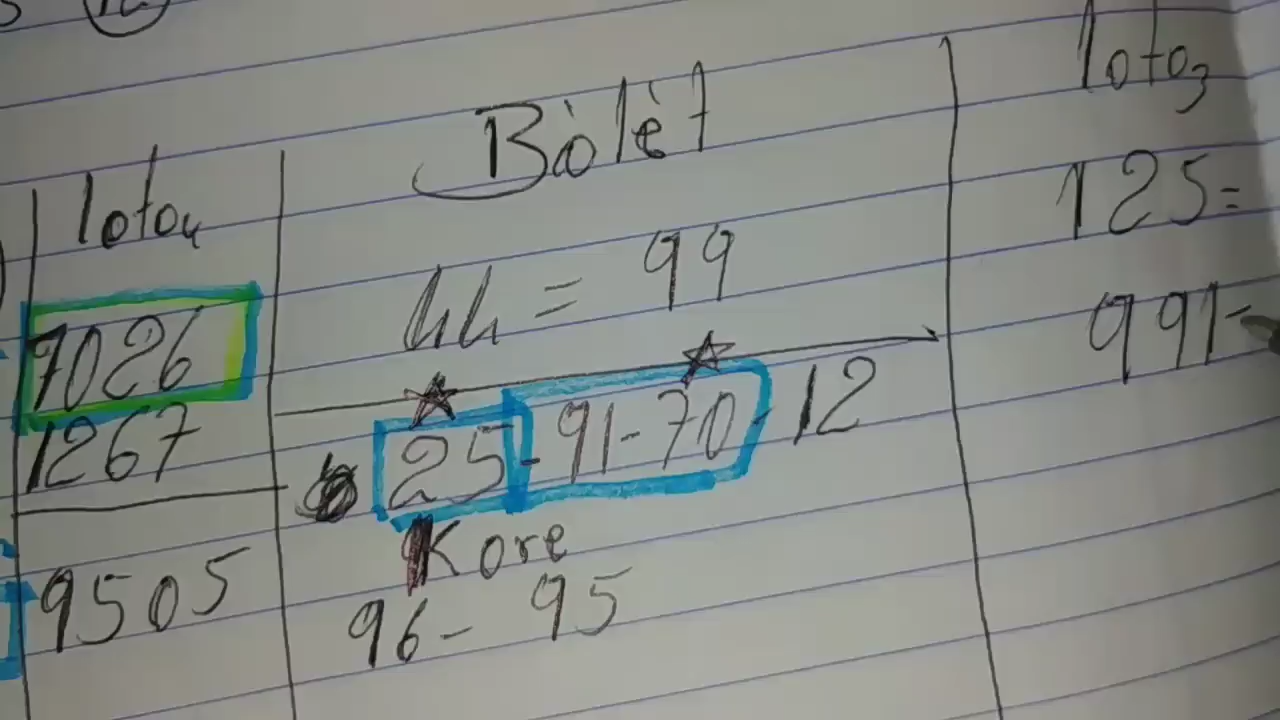 loto4
7026
1267
9505
Bòlèt
44 = 99
25-91-70-12
Kore
96- 95
loto3
125=
991-